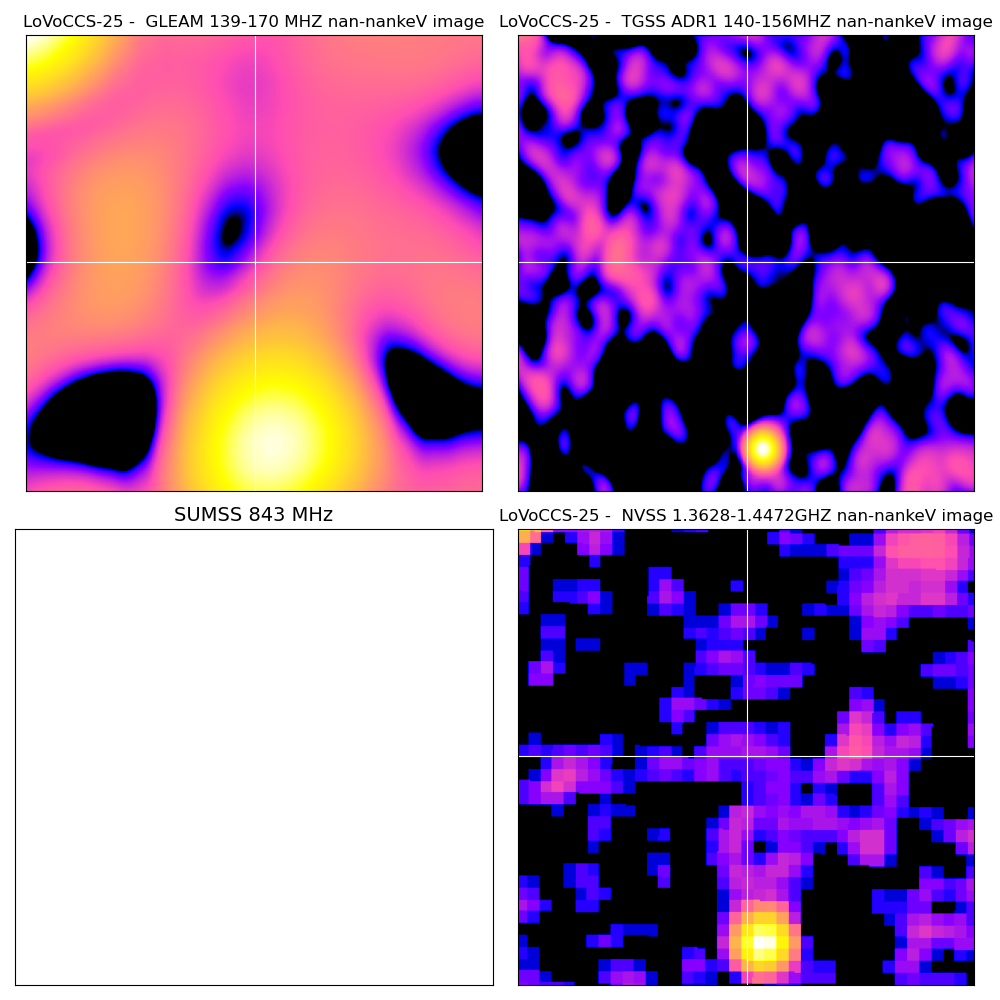 LoVoCCS-25 - GLEAM 139-170 MHZ nan-nankeV image
LoVoCCS-25 - TGSS ADR1 140-156MHZ nan-nankeV image
SUMSS 843 MHz
LoVoCCS-25 - NVSS 1.3628-1.4472GHZ nan-nankeV image